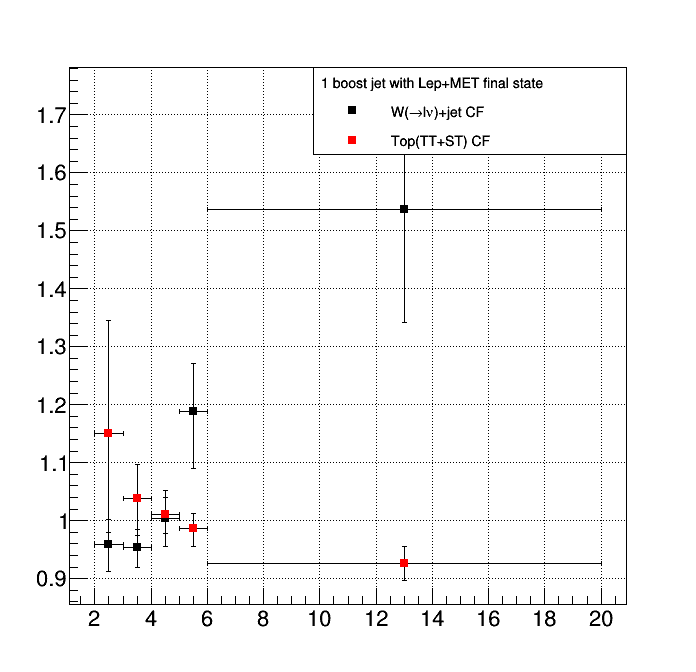 1 boost jet with Lep+MET final state
W(→lν)+jet CF
Top(TT+ST) CF
1.7
1.6
1.5
1.4
1.3
1.2
1.1
1
0.9
2 4 6 8 10 12 14 16 18 20